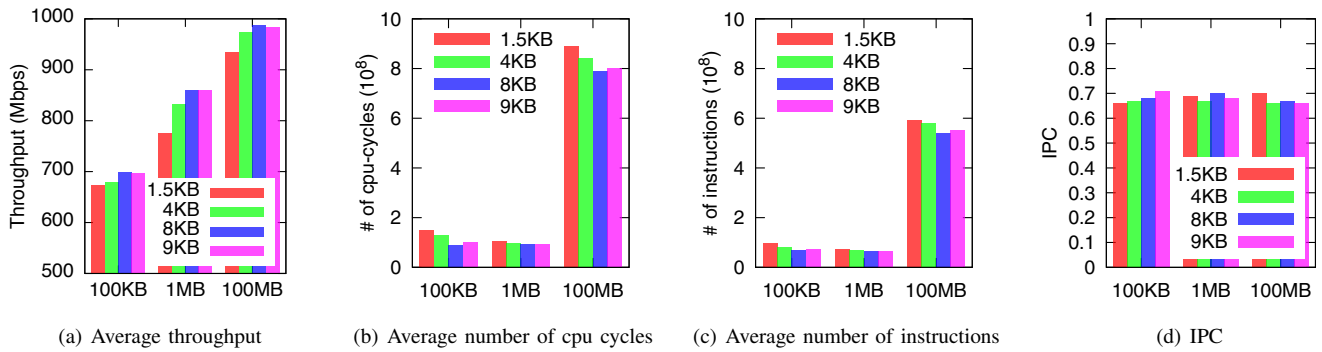 Throughput (Mbps)
1000
900
800
700
600
500
1.5KB
4KB
8KB
9KB
100KB 1MB 100MB
(a) Average throughput
# of cpu-cycles (10^8)
10
8
6
4
2
0
1.5KB
4KB
8KB
9KB
100KB 1MB 100MB
(b) Average number of cpu cycles
# of instructions (10^8)
10
8
6
4
2
0
1.5KB
4KB
8KB
9KB
100KB 1MB 100MB
(c) Average number of instructions
IPC
1
0.9
0.8
0.7
0.6
0.5
0.4
0.3
0.2
0.1
0
1.5KB
4KB
8KB
9KB
100KB 1MB 100MB
(d) IPC